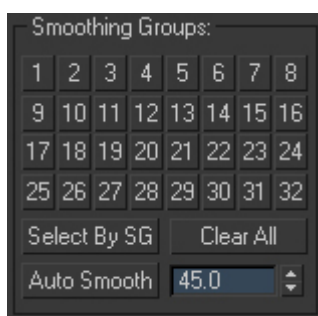 Smoothing Groups:
1 2 3 4 5 6 7 8
9 10 11 12 13 14 15 16
17 18 19 20 21 22 23 24
25 26 27 28 29 30 31 32
Select By SG Clear All
Auto Smooth 45.0